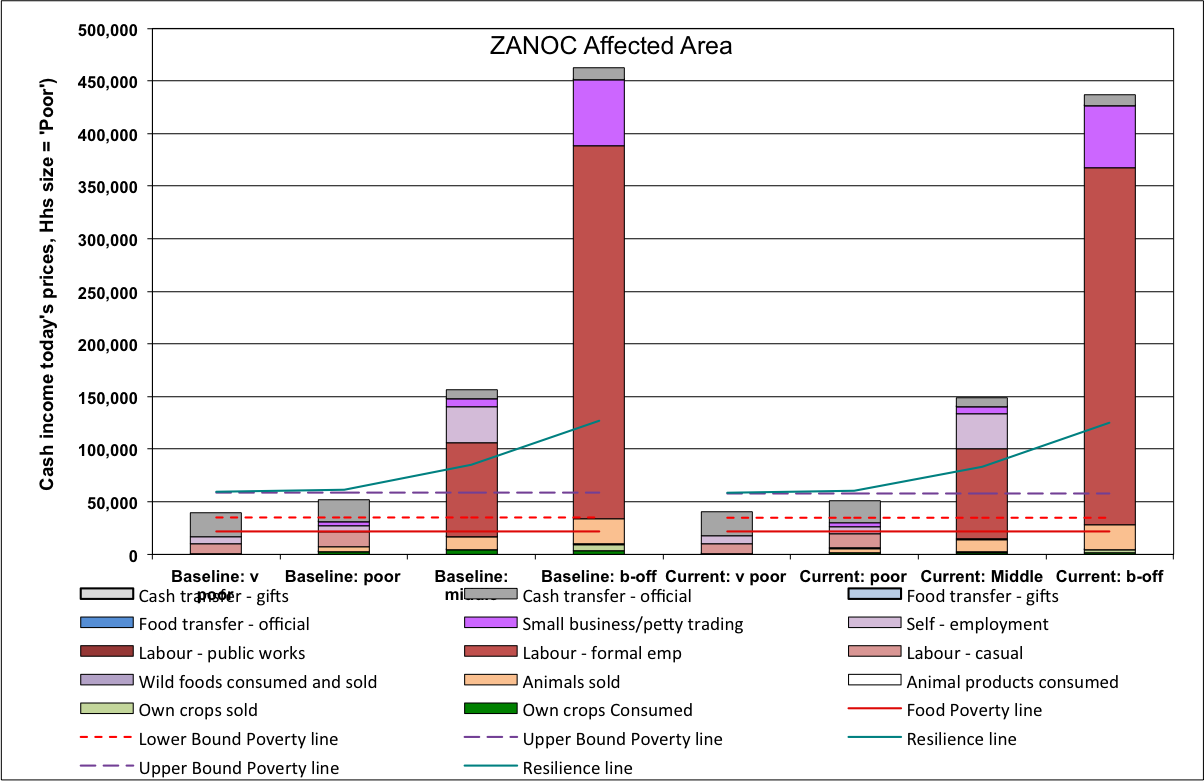 ZANOC Affected Area
Cash income today's prices, Hhs size = 'Poor')
500,000
450,000
400,000
350,000
300,000
250,000
200,000
150,000
100,000
50,000
0
Baseline: v poor
Baseline: poor
Baseline: middle
Baseline: b-off
Current: v poor
Current: poor
Current: Middle
Current: b-off
Cash transfer - gifts
Cash transfer - official
Food transfer - gifts
Food transfer - official
Small business/petty trading
Self - employment
Labour - public works
Labour - formal emp
Labour - casual
Wild foods consumed and sold
Animals sold
Animal products consumed
Own crops sold
Own crops Consumed
Food Poverty line
Lower Bound Poverty line
Upper Bound Poverty line
Resilience line
Upper Bound Poverty line
Resilience line